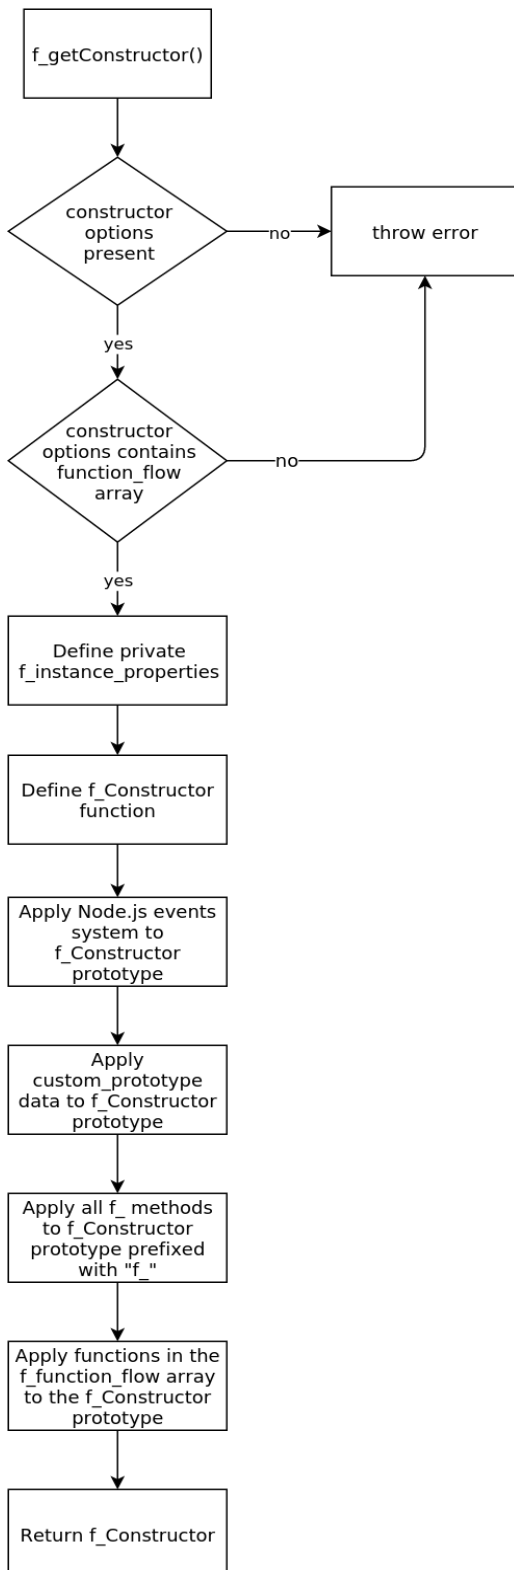 f_getConstructor()
constructor
options
present
no
throw error
yes
constructor
options contains
function_flow
array
no
yes
Define private
f_instance_properties
Define f_Constructor
function
Apply Node.js events
system to
f_Constructor
prototype
Apply
custom_prototype
data to f_Constructor
prototype
Apply all f_ methods
to f_Constructor
prototype prefixed
with "f_"
Apply functions in the
f_function_flow array
to the f_Constructor
prototype
Return f_Constructor